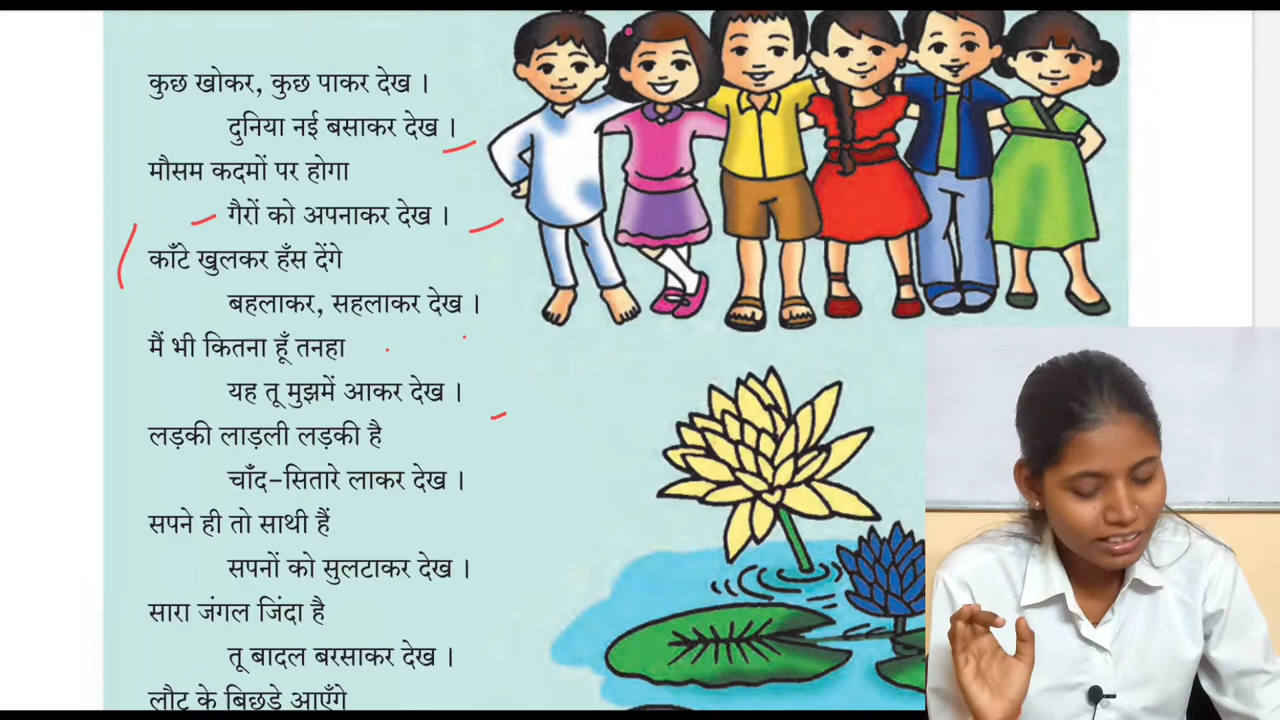 कुछ खोकर, कुछ पाकर देख ।
दुनिया नई बसाकर देख ।
मौसम कदमों पर होगा
गैरों को अपनाकर देख ।
काँटे खुलकर हँस देंगे
बहलाकर, सहलाकर देख ।
मैं भी कितना हूँ तनहा
यह तू मुझमें आकर देख ।
लड़की लाड़ली लड़की है
चाँद-सितारे लाकर देख ।
सपने ही तो साथी हैं
सपनों को सुलटाकर देख ।
सारा जंगल जिंदा है
तू बादल बरसाकर देख ।
लौट के बिछड़े आएँगे